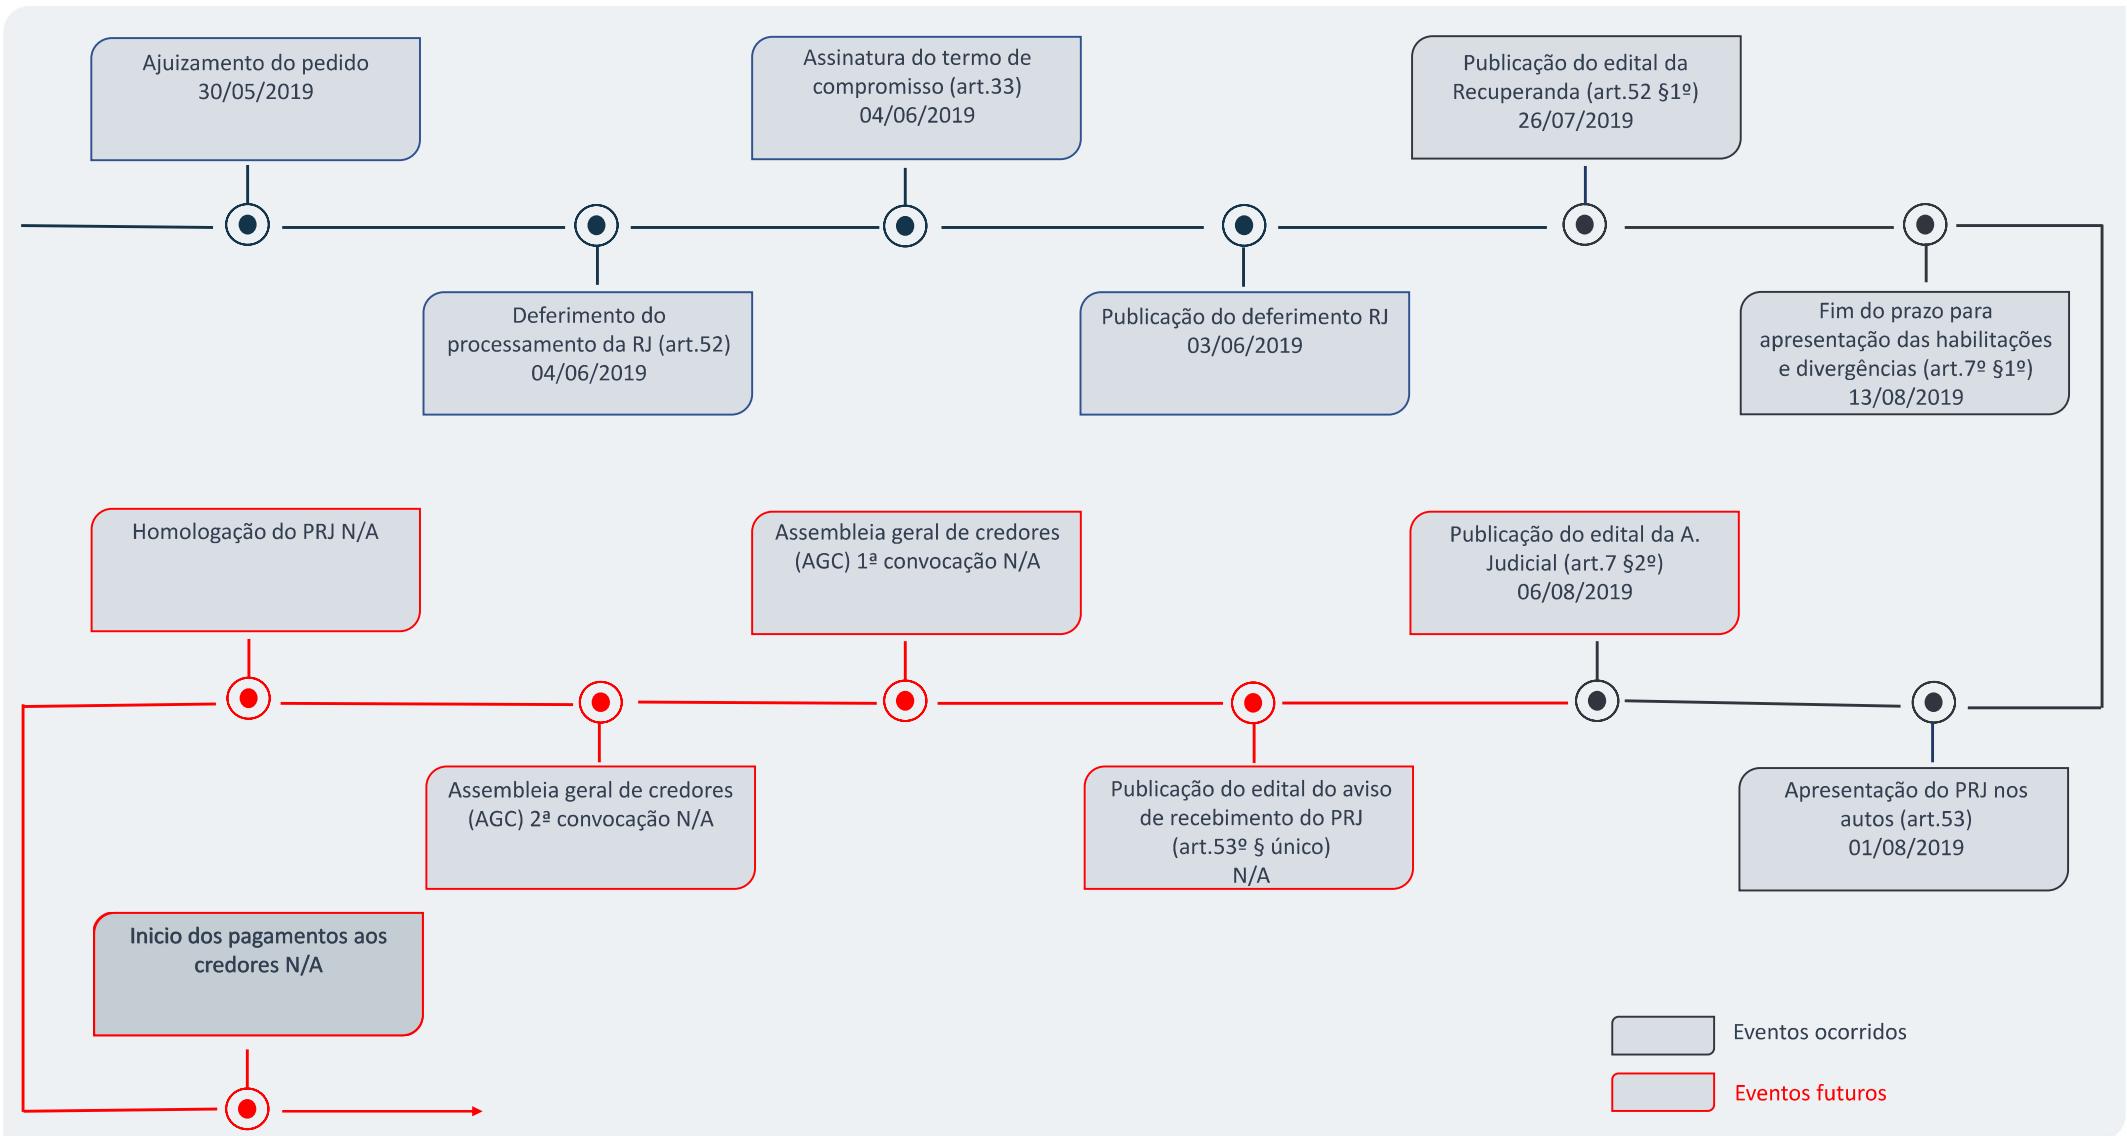 Ajuizamento do pedido
30/05/2019
Assinatura do termo de
compromisso (art.33)
04/06/2019
Publicação do edital da
Recuperanda (art.52 §1º)
26/07/2019
Deferimento do
processamento da RJ (art.52)
04/06/2019
Publicação do deferimento RJ
03/06/2019
Fim do prazo para
apresentação das habilitações
e divergências (art.7º §1º)
13/08/2019
Homologação do PRJ N/A
Assembleia geral de credores
(AGC) 1ª convocação N/A
Publicação do edital da A.
Judicial (art.7 §2º)
06/08/2019
Assembleia geral de credores
(AGC) 2ª convocação N/A
Publicação do edital do aviso
de recebimento do PRJ
(art.53º § único)
N/A
Apresentação do PRJ nos
autos (art.53)
01/08/2019
Inicio dos pagamentos aos
credores N/A
Eventos ocorridos
Eventos futuros